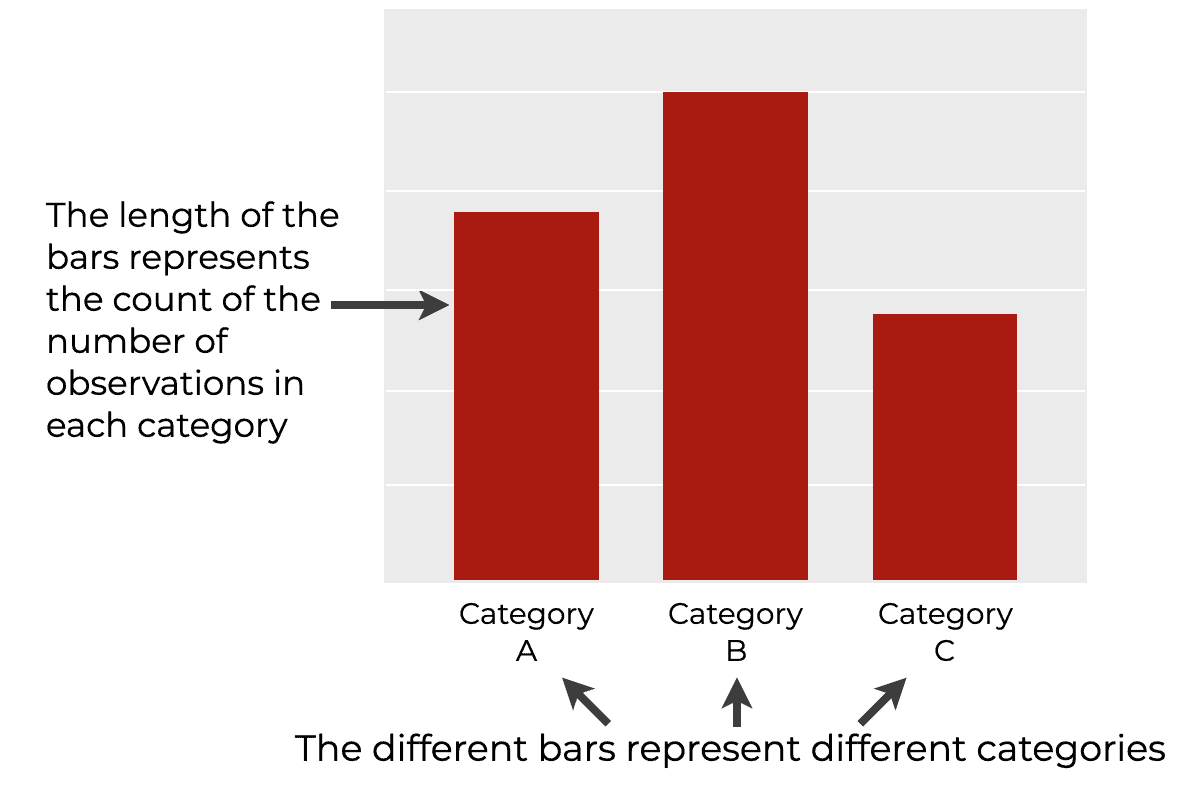 The length of the
bars represents
the count of the
number of
observations in
each category
Category
A
Category
B
Category
C
The different bars represent different categories